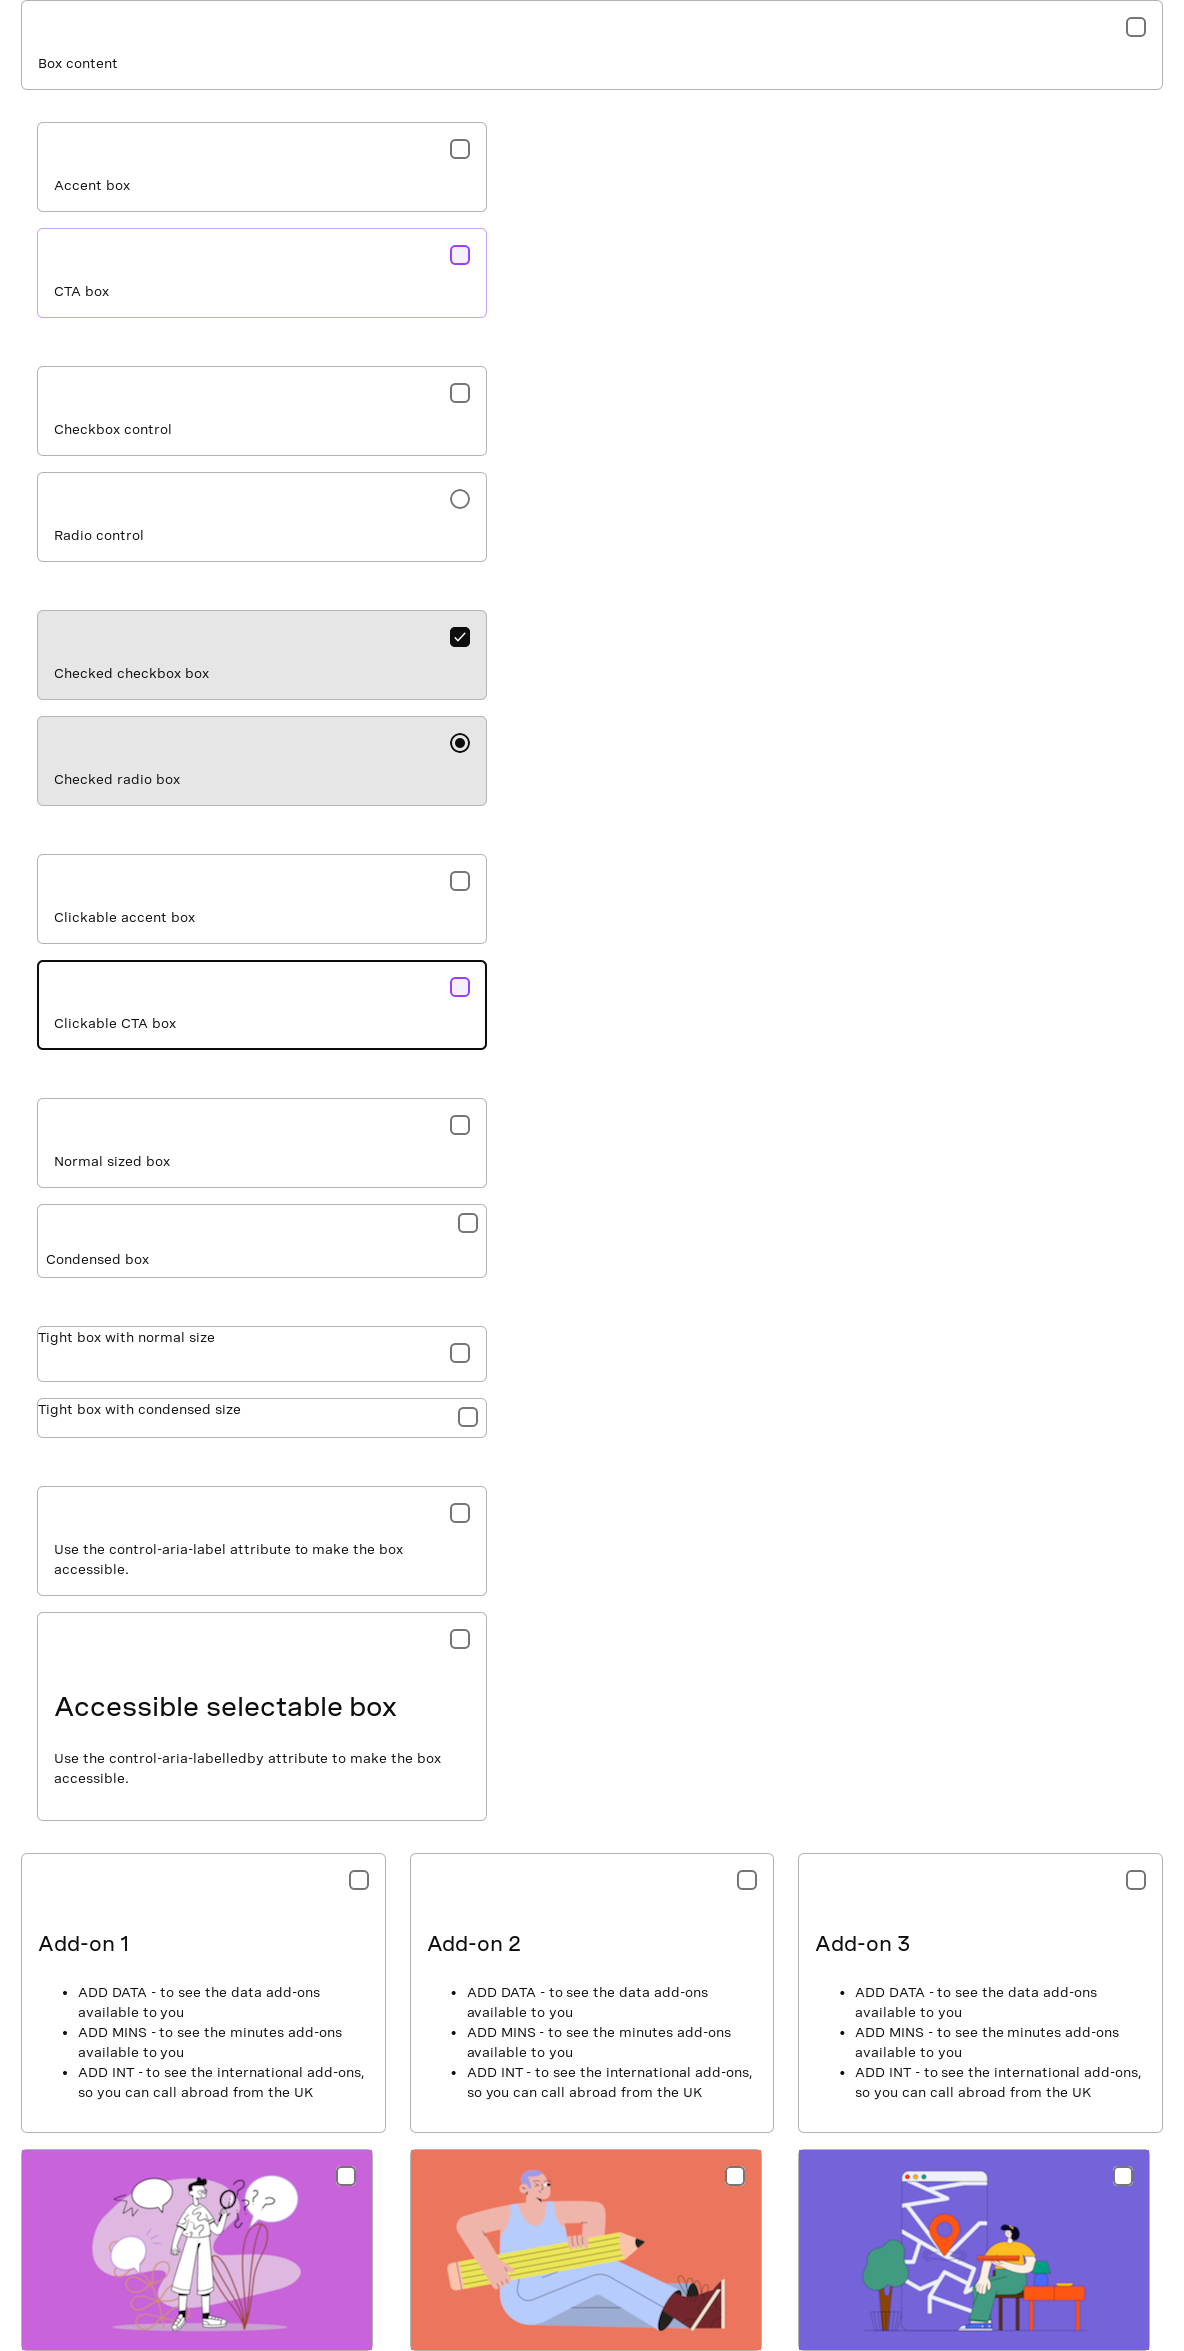 Box content
Accent box
CTA box
Checkbox control
Radio control
Checked checkbox box
Checked radio box
Clickable accent box
Clickable CTA box
Normal sized box
Condensed box
Tight box with normal size
Tight box with condensed size
Use the control-aria-label attribute to make the box
accessible.
Accessible selectable box
Use the control-aria-labelledby attribute to make the box
accessible.
Add-on 1
• ADD DATA - to see the data add-ons
available to you
• ADD MINS - to see the minutes add-ons
available to you
• ADD INT - to see the international add-ons,
so you can call abroad from the UK
Add-on 2
• ADD DATA - to see the data add-ons
available to you
• ADD MINS - to see the minutes add-ons
available to you
• ADD INT - to see the international add-ons,
so you can call abroad from the UK
Add-on 3
• ADD DATA - to see the data add-ons
available to you
• ADD MINS - to see the minutes add-ons
available to you
• ADD INT - to see the international add-ons,
so you can call abroad from the UK